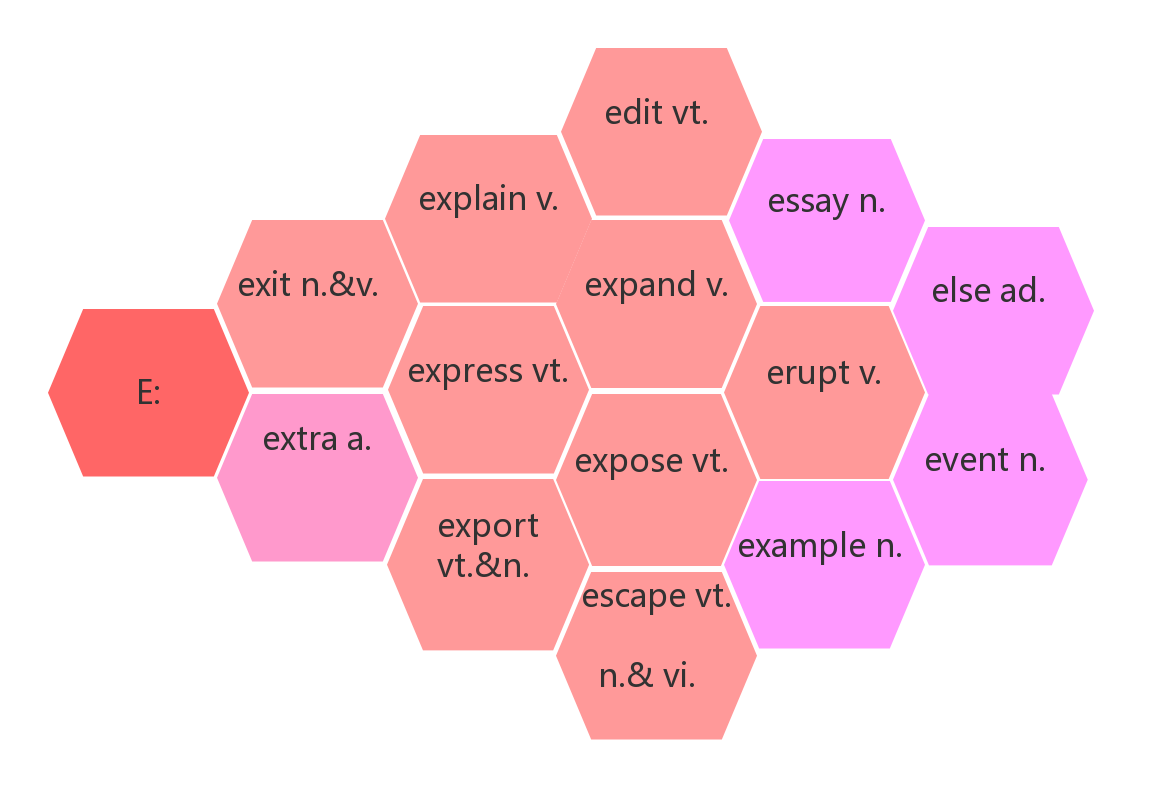 edit vt.
explain v.
essay n.
exit n.&v.
expand v.
else ad.
express vt.
erupt v.
E:
extra a.
expose vt.
event n.
export
vt.&n.
example n.
escape vt.
n.& vi.